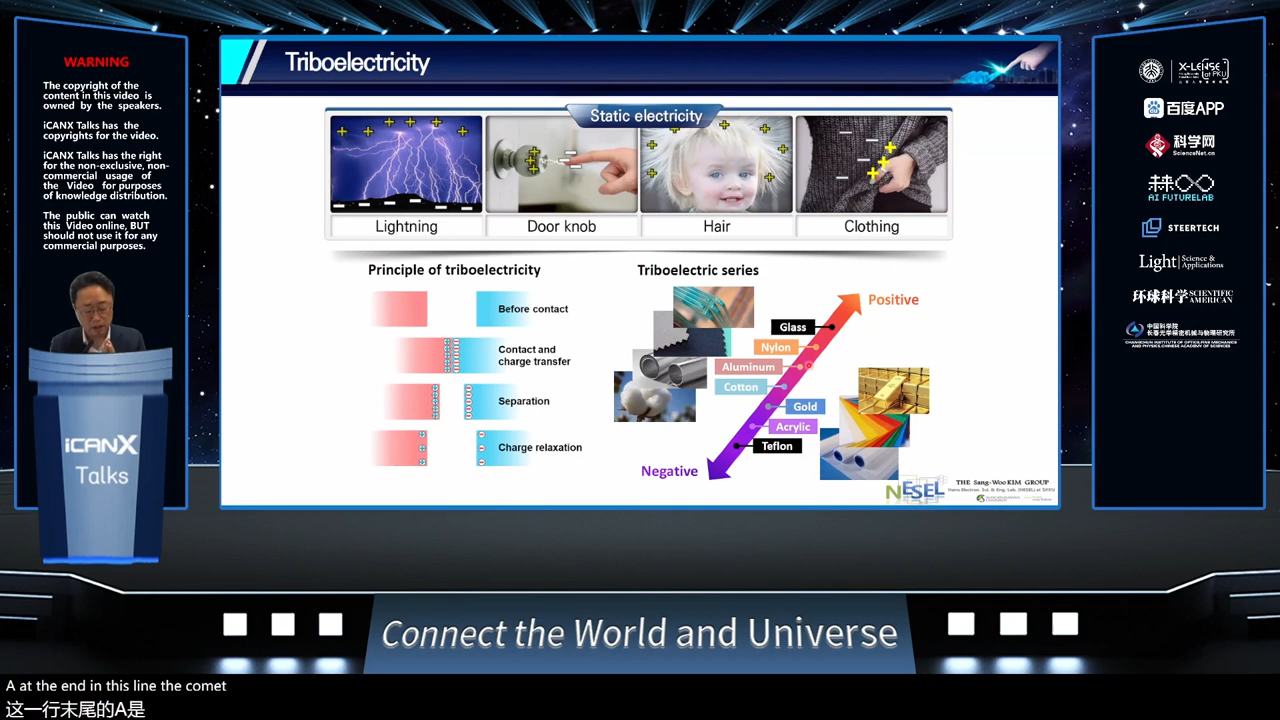 WARNING
The copyright of the
content in this video is
owned by the speakers.
iCANX Talks has the
copyrights for the video.
iCANX Talks has the right
for the non-exclusive, non-
commercial usage of
the Video for purposes
of knowledge distribution.
The public can watch
this Video online, BUT
should not use it for any
commercial purposes.
iCANX
Talks
Triboelectricity
Static electricity
Lightning
Door knob
Hair
Clothing
Principle of triboelectricity
Before contact
Contact and
charge transfer
Separation
Charge relaxation
Triboelectric series
Positive
Glass
Nylon
Aluminum
Cotton
Gold
Acrylic
Teflon
Negative
NESEL
THE Sang-Woo KIM GROUP
X-LENSE
at PKU
百度APP
科学网
ScienceNet.cn
未来
AI FUTURELAB
STEERTECH
Light Science & Applications
环球科学 SCIENTIFIC AMERICAN
中国科学院
长春光学精密机械与物理研究所
CHANGCHUN INSTITUTE OF OPTICS,FINE MECHANICS
AND PHYSICS,CHINESE ACADEMY OF SCIENCES
Connect the World and Universe
A at the end in this line the comet
这一行末尾的A是